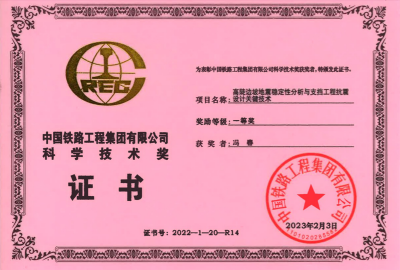 CREC
中国铁路工程集团有限公司
科学技术奖
证书
为表彰中国铁路工程集团有限公司科学技术奖获奖者,特颁发此证书。
项目名称: 高陡边坡地震稳定性分析与支挡工程抗震
设计关键技术
奖励等级: 一等奖
获奖者: 冯春
中国铁路工程集团有限公司
2023年2月3日
证书号: 2022-1-20-R14